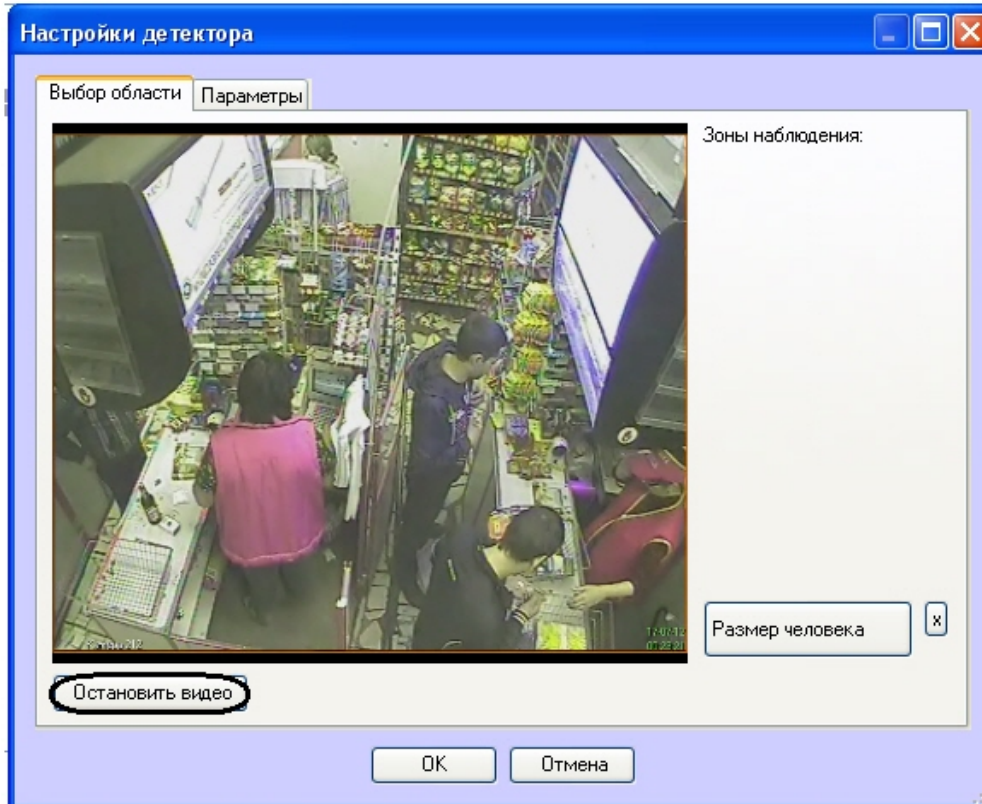 Настройки детектора
Выбор области
Параметры
Зоны наблюдения:
Размер человека
x
Остановить видео
OK
Отмена